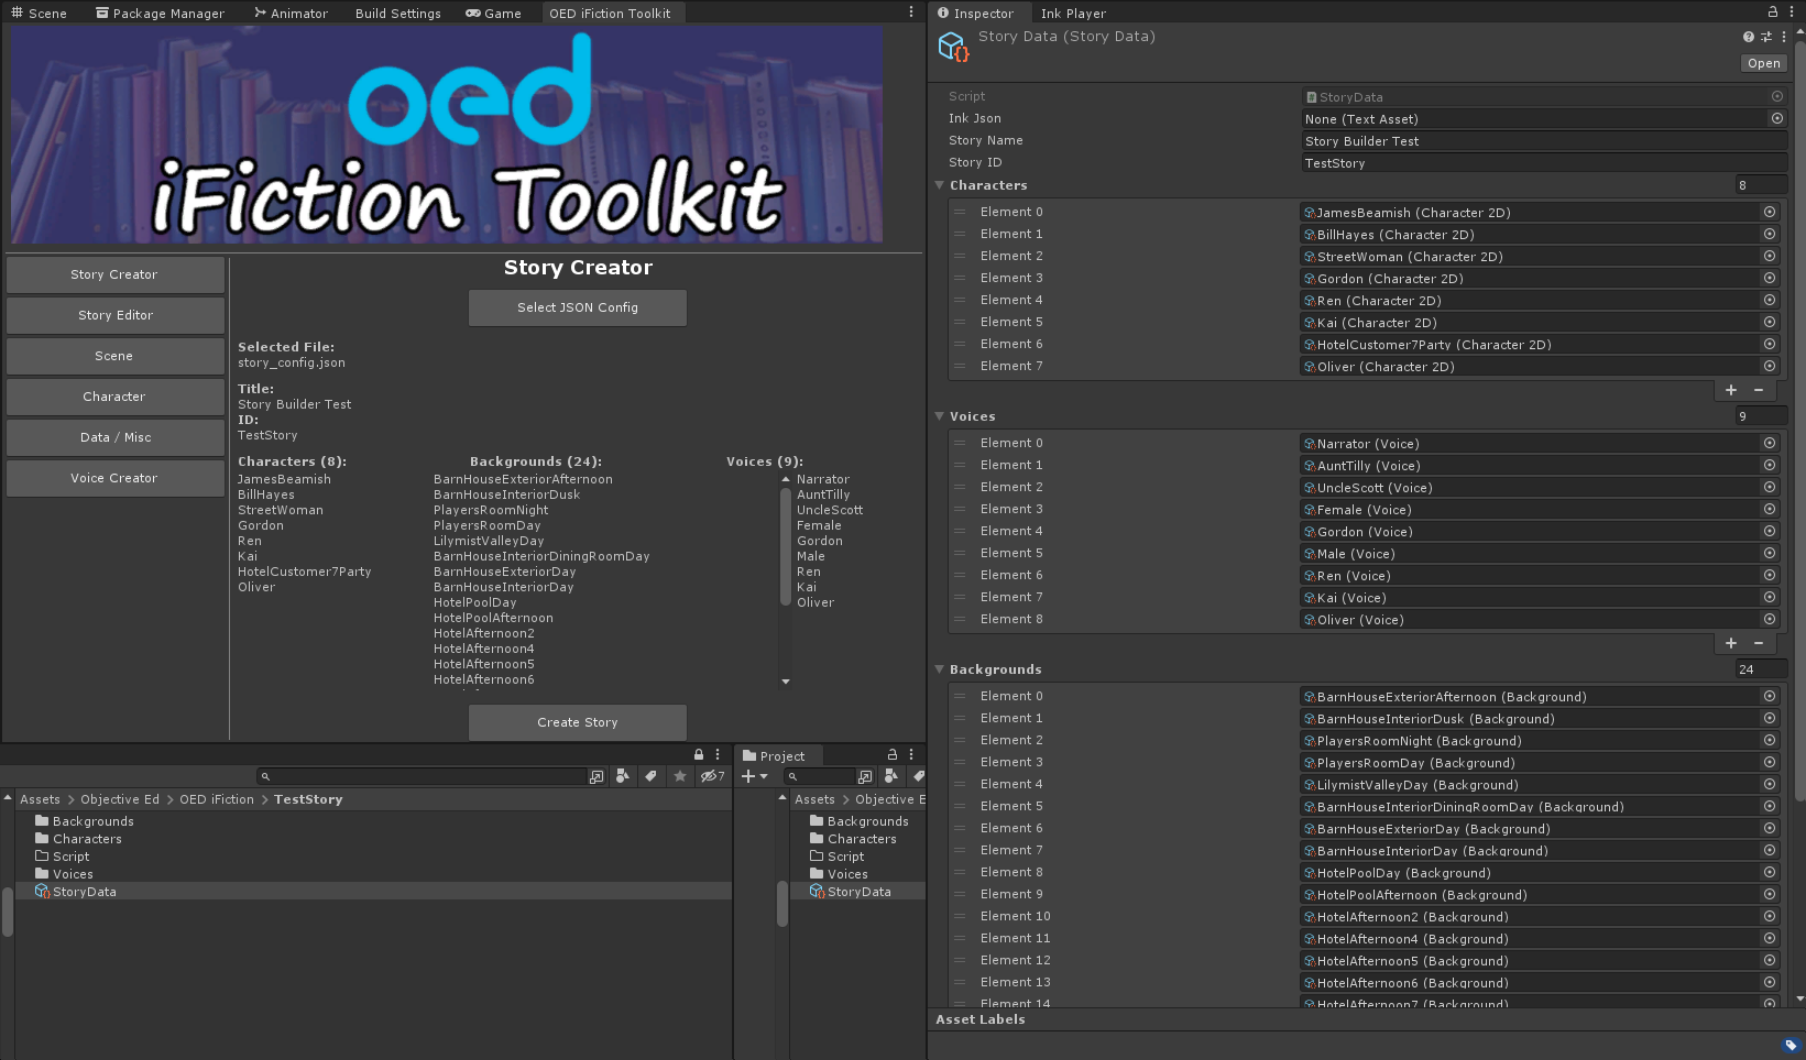 Scene
Package Manager
Animator
Build Settings
Game
OED iFiction Toolkit
oed
iFiction Toolkit
Story Creator
Story Editor
Scene
Character
Data / Misc
Voice Creator
Story Creator
Select JSON Config
Selected File:
story_config.json
Title:
Story Builder Test
ID:
TestStory
Characters (8):
JamesBeamish
BillHayes
StreetWoman
Gordon
Ren
Kai
HotelCustomer7Party
Oliver
Backgrounds (24):
BarnHouseExteriorAfternoon
BarnHouseInteriorDusk
PlayersRoomNight
PlayersRoomDay
LilymistValleyDay
BarnHouseInteriorDiningRoomDay
BarnHouseExteriorDay
BarnHouseInteriorDay
HotelPoolDay
HotelPoolAfternoon
HotelAfternoon2
HotelAfternoon4
HotelAfternoon5
HotelAfternoon6
Voices (9):
Narrator
AuntTilly
UncleScott
Female
Gordon
Male
Ren
Kai
Oliver
Create Story
7
Assets > Objective Ed > OED iFiction > TestStory
Backgrounds
Characters
Script
Voices
StoryData
Project
Assets > Objective E
Backgrounds
Characters
Script
Voices
StoryData
Inspector
Ink Player
Story Data (Story Data)
Open
Script StoryData
Ink Json None (Text Asset)
Story Name Story Builder Test
Story ID TestStory
Characters 8
Element 0 JamesBeamish (Character 2D)
Element 1 BillHayes (Character 2D)
Element 2 StreetWoman (Character 2D)
Element 3 Gordon (Character 2D)
Element 4 Ren (Character 2D)
Element 5 Kai (Character 2D)
Element 6 HotelCustomer7Party (Character 2D)
Element 7 Oliver (Character 2D)
+ −
Voices 9
Element 0 Narrator (Voice)
Element 1 AuntTilly (Voice)
Element 2 UncleScott (Voice)
Element 3 Female (Voice)
Element 4 Gordon (Voice)
Element 5 Male (Voice)
Element 6 Ren (Voice)
Element 7 Kai (Voice)
Element 8 Oliver (Voice)
+ −
Backgrounds 24
Element 0 BarnHouseExteriorAfternoon (Background)
Element 1 BarnHouseInteriorDusk (Background)
Element 2 PlayersRoomNight (Background)
Element 3 PlayersRoomDay (Background)
Element 4 LilymistValleyDay (Background)
Element 5 BarnHouseInteriorDiningRoomDay (Background)
Element 6 BarnHouseExteriorDay (Background)
Element 7 BarnHouseInteriorDay (Background)
Element 8 HotelPoolDay (Background)
Element 9 HotelPoolAfternoon (Background)
Element 10 HotelAfternoon2 (Background)
Element 11 HotelAfternoon4 (Background)
Element 12 HotelAfternoon5 (Background)
Element 13 HotelAfternoon6 (Background)
Element 14 HotelAfternoon7 (Background)
Asset Labels